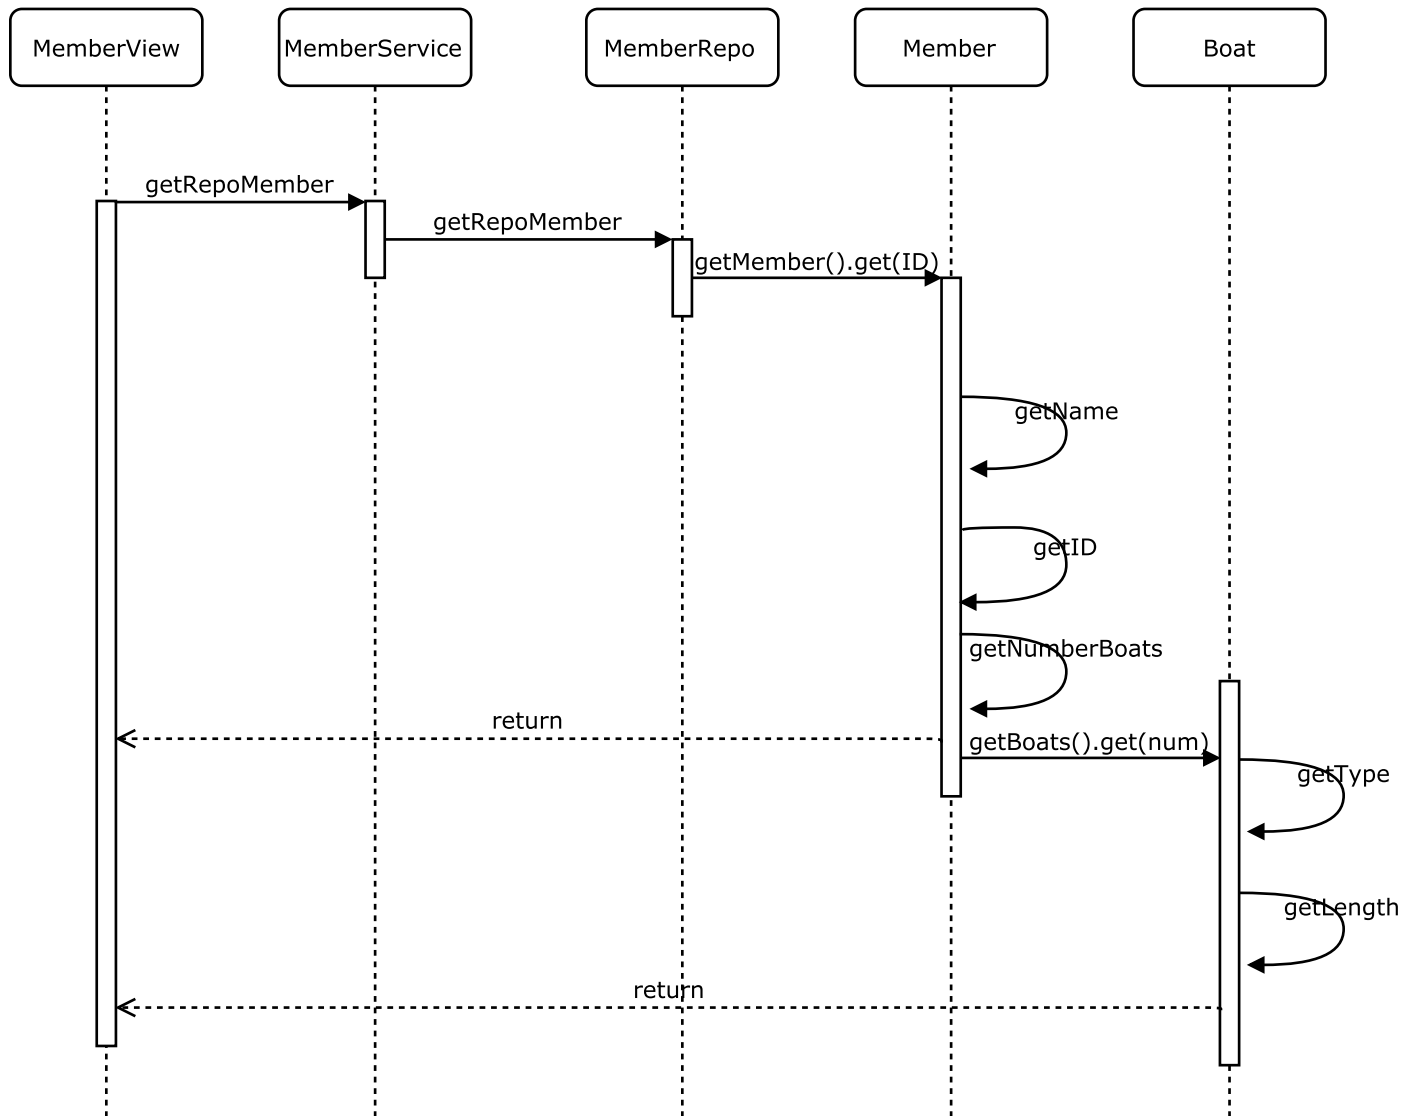 MemberView
MemberService
MemberRepo
Member
Boat
getRepoMember
getRepoMember
getMember().get(ID)
getName
getID
getNumberBoats
return
getBoats().get(num)
getType
getLength
return